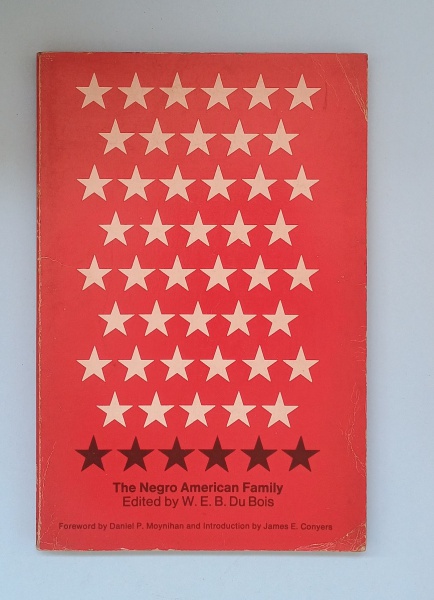 The Negro American Family
Edited by W. E. B. Du Bois
Foreword by Daniel P. Moynihan and Introduction by James E. Conyers